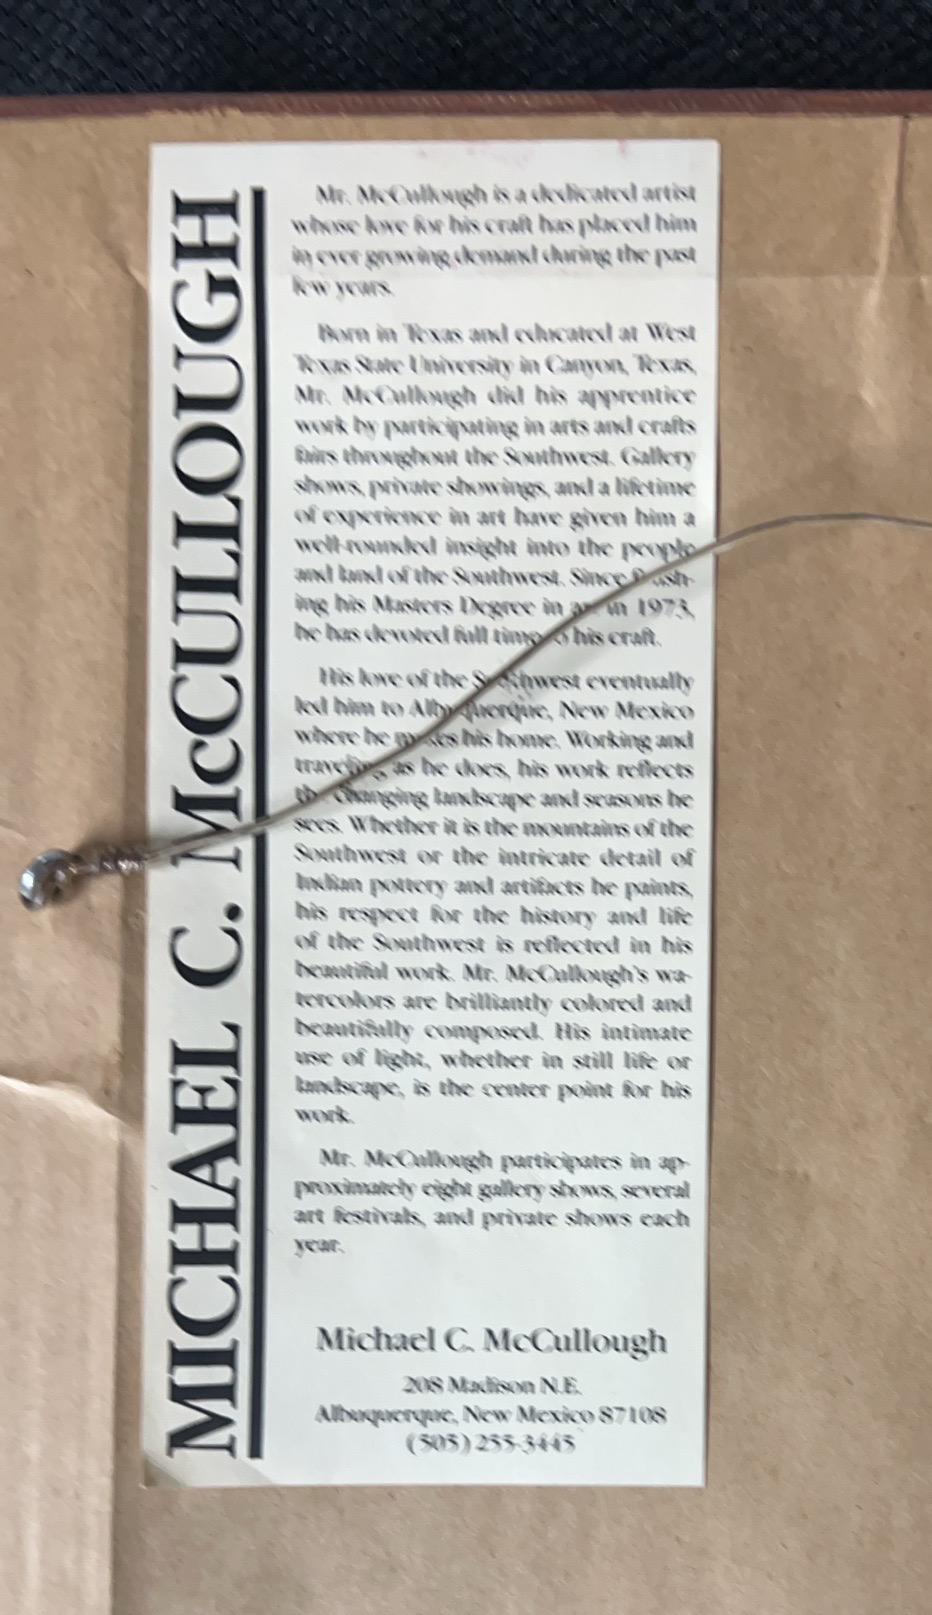 MICHAEL C. McCULLOUGH
Mr. McCullough is a dedicated artist
whose love for his craft has placed him
in ever growing demand during the past
few years.
Born in Texas and educated at West
Texas State University in Canyon, Texas,
Mr. McCullough did his apprentice
work by participating in arts and crafts
fairs throughout the Southwest. Gallery
shows, private showings, and a lifetime
of experience in art have given him a
well-rounded insight into the people
and land of the Southwest. Since finish-
ing his Masters Degree in art in 1973,
he has devoted full time to his craft.
His love of the Southwest eventually
led him to Albuquerque, New Mexico
where he makes his home. Working and
traveling as he does, his work reflects
the changing landscape and seasons he
sees. Whether it is the mountains of the
Southwest or the intricate detail of
Indian pottery and artifacts he paints,
his respect for the history and life
of the Southwest is reflected in his
beautiful work. Mr. McCullough's wa-
tercolors are brilliantly colored and
beautifully composed. His intimate
use of light, whether in still life or
landscape, is the center point for his
work.
Mr. McCullough participates in ap-
proximately eight gallery shows, several
art festivals, and private shows each
year.
Michael C. McCullough
208 Madison N.E.
Albuquerque, New Mexico 87108
(505) 255-3445